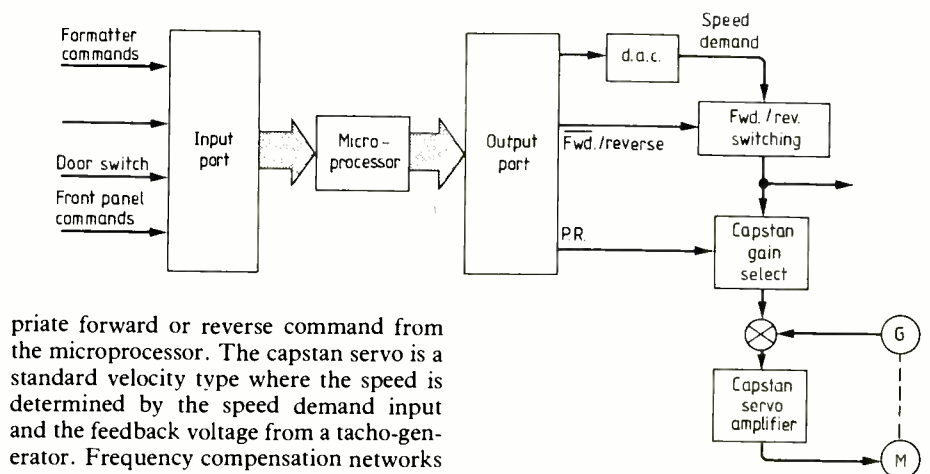 Formatter
commands
Door switch
Front panel
commands
Input
port
Micro-
processor
Output
port
d.a.c.
Speed
demand
Fwd./reverse
Fwd./rev.
switching
P.R.
Capstan
gain
select
G
Capstan
servo
amplifier
M
priate forward or reverse command from
the microprocessor. The capstan servo is a
standard velocity type where the speed is
determined by the speed demand input
and the feedback voltage from a tacho-gen-
erator. Frequency compensation networks